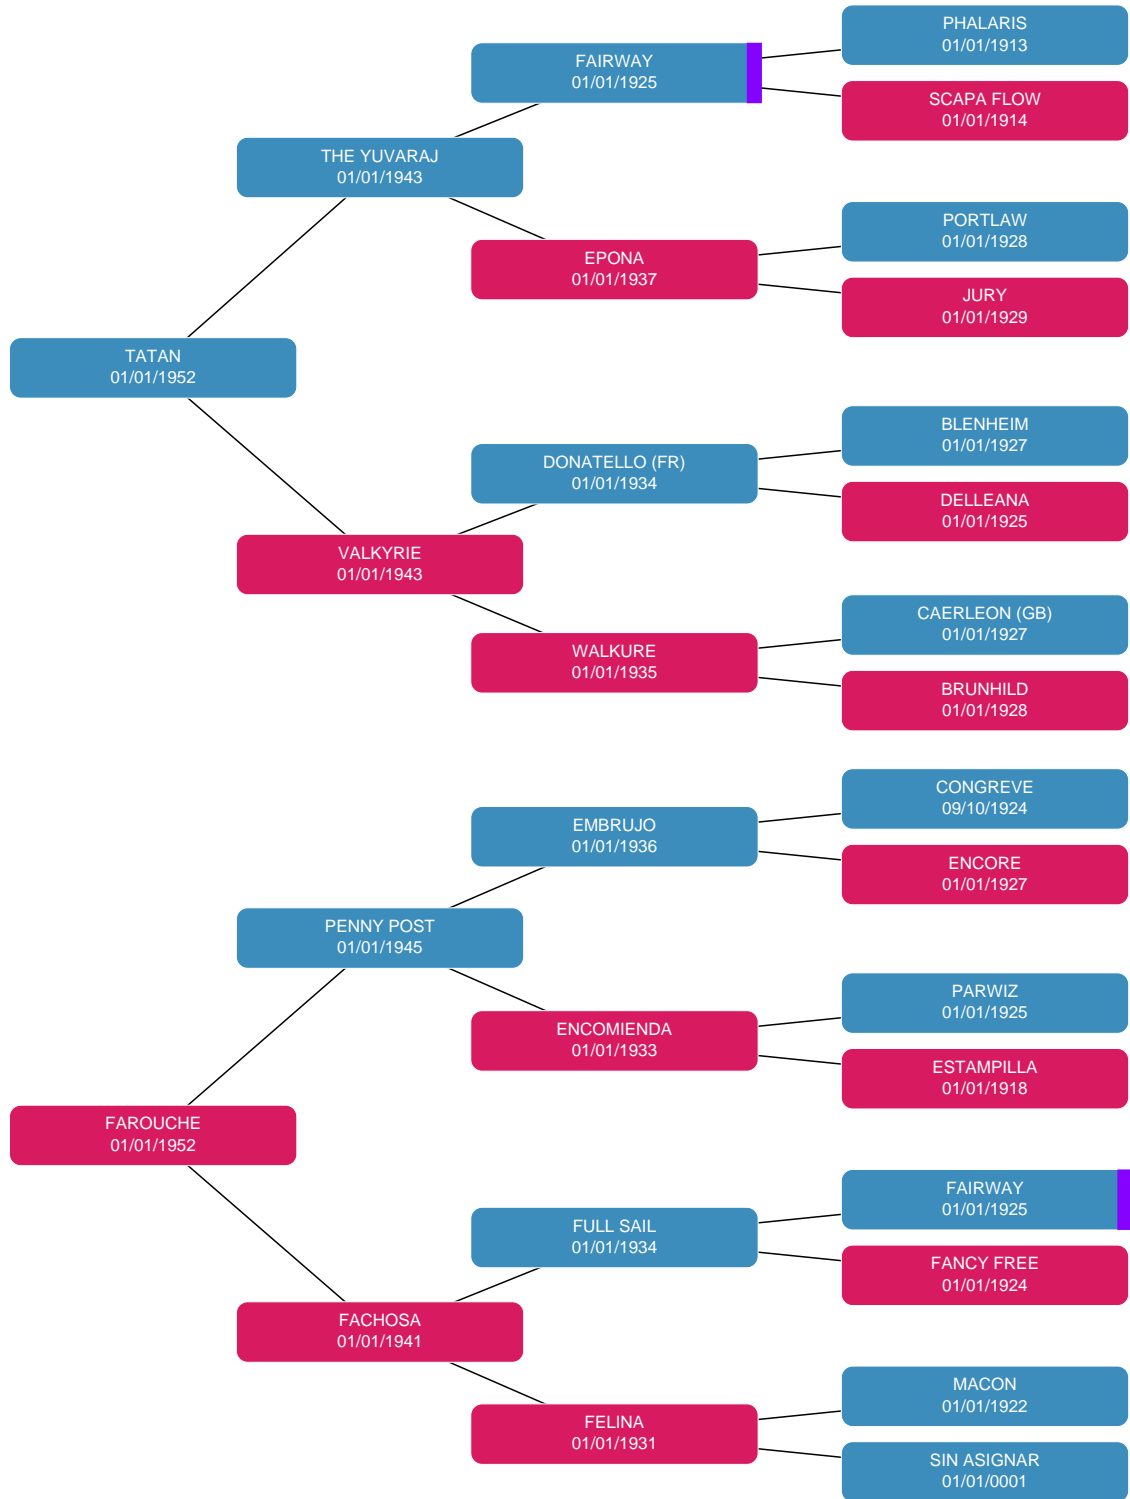 PHALARIS
01/01/1913
FAIRWAY
01/01/1925
SCAPA FLOW
01/01/1914
THE YUVARAJ
01/01/1943
PORTLAW
01/01/1928
EPONA
01/01/1937
JURY
01/01/1929
TATAN
01/01/1952
BLENHEIM
01/01/1927
DONATELLO (FR)
01/01/1934
DELLEANA
01/01/1925
VALKYRIE
01/01/1943
CAERLEON (GB)
01/01/1927
WALKURE
01/01/1935
BRUNHILD
01/01/1928
CONGREVE
09/10/1924
EMBRUJO
01/01/1936
ENCORE
01/01/1927
PENNY POST
01/01/1945
PARWIZ
01/01/1925
ENCOMIENDA
01/01/1933
ESTAMPILLA
01/01/1918
FAROUCHE
01/01/1952
FAIRWAY
01/01/1925
FULL SAIL
01/01/1934
FANCY FREE
01/01/1924
FACHOSA
01/01/1941
MACON
01/01/1922
FELINA
01/01/1931
SIN ASIGNAR
01/01/0001